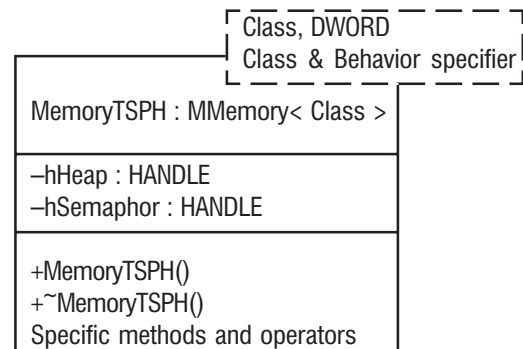 Class, DWORD
Class & Behavior specifier
MemoryTSPH : MMemory< Class >
–hHeap : HANDLE
–hSemaphor : HANDLE
+MemoryTSPH()
+~MemoryTSPH()
Specific methods and operators